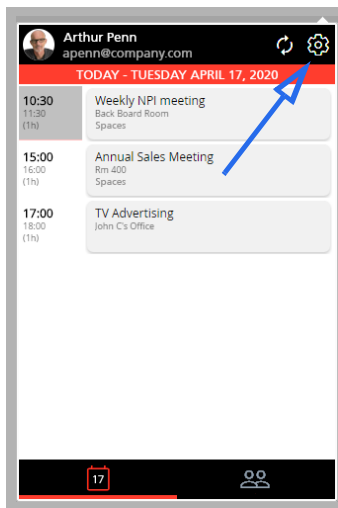 Arthur Penn
apenn@company.com
TODAY - TUESDAY APRIL 17, 2020
10:30
11:30
(1h)
Weekly NPI meeting
Back Board Room
Spaces
15:00
16:00
(1h)
Annual Sales Meeting
Rm 400
Spaces
17:00
18:00
(1h)
TV Advertising
John C's Office
17